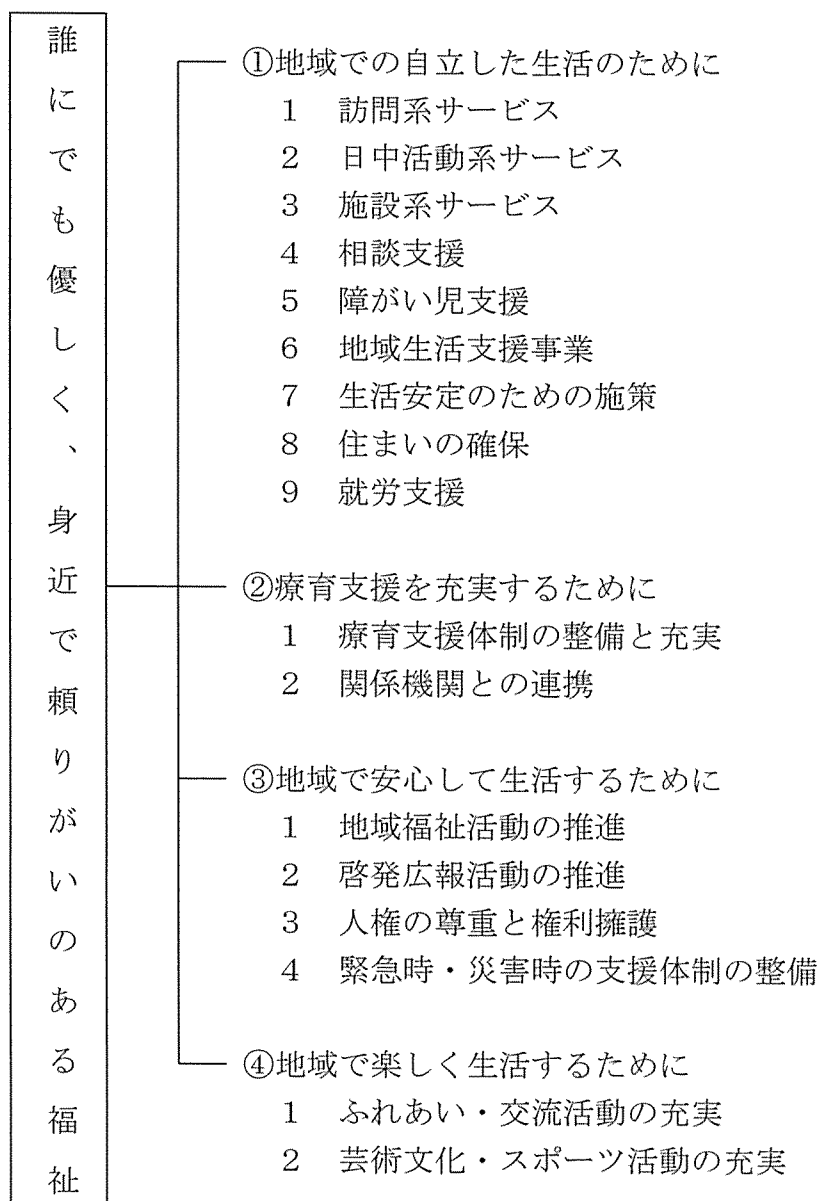 誰にでも優しく、身近で頼りがいのある福祉
①地域での自立した生活のために
1 訪問系サービス
2 日中活動系サービス
3 施設系サービス
4 相談支援
5 障がい児支援
6 地域生活支援事業
7 生活安定のための施策
8 住まいの確保
9 就労支援
②療育支援を充実するために
1 療育支援体制の整備と充実
2 関係機関との連携
③地域で安心して生活するために
1 地域福祉活動の推進
2 啓発広報活動の推進
3 人権の尊重と権利擁護
4 緊急時・災害時の支援体制の整備
④地域で楽しく生活するために
1 ふれあい・交流活動の充実
2 芸術文化・スポーツ活動の充実